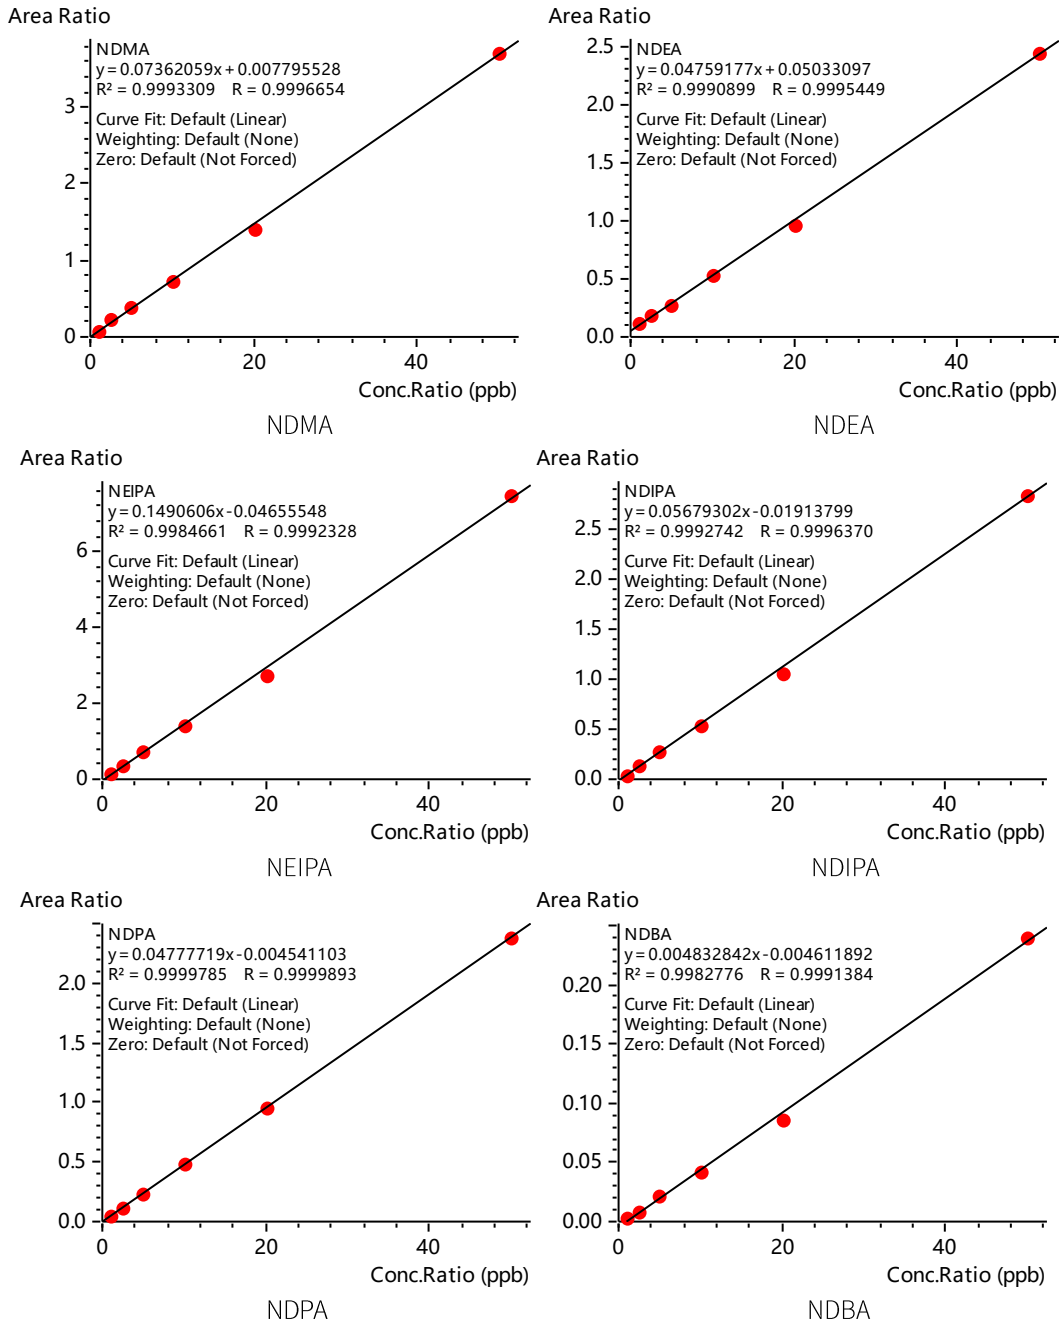 Area Ratio
NDMA
y=0.07362059x+0.007795528
R² = 0.9993309 R = 0.9996654
Curve Fit: Default (Linear)
Weighting: Default (None)
Zero: Default (Not Forced)
3
2
1
0
0 20 40
Conc.Ratio (ppb)
NDMA
Area Ratio
2.5
NDEA
y=0.04759177x+0.05033097
R² = 0.9990899 R = 0.9995449
Curve Fit: Default (Linear)
Weighting: Default (None)
Zero: Default (Not Forced)
2.0
1.5
1.0
0.5
0.0
0 20 40
Conc.Ratio (ppb)
NDEA
Area Ratio
NEIPA
y=0.1490606x-0.04655548
R² = 0.9984661 R = 0.9992328
Curve Fit: Default (Linear)
Weighting: Default (None)
Zero: Default (Not Forced)
6
4
2
0
0 20 40
Conc.Ratio (ppb)
NEIPA
Area Ratio
NDIPA
y=0.05679302x-0.01913799
R² = 0.9992742 R = 0.9996370
Curve Fit: Default (Linear)
Weighting: Default (None)
Zero: Default (Not Forced)
2.5
2.0
1.5
1.0
0.5
0.0
0 20 40
Conc.Ratio (ppb)
NDIPA
Area Ratio
NDPA
y=0.04777719x-0.004541103
R² = 0.9999785 R = 0.9999893
Curve Fit: Default (Linear)
Weighting: Default (None)
Zero: Default (Not Forced)
2.0
1.5
1.0
0.5
0.0
0 20 40
Conc.Ratio (ppb)
NDPA
Area Ratio
NDBA
y=0.004832842x-0.004611892
R² = 0.9982776 R = 0.9991384
Curve Fit: Default (Linear)
Weighting: Default (None)
Zero: Default (Not Forced)
0.20
0.15
0.10
0.05
0.00
0 20 40
Conc.Ratio (ppb)
NDBA